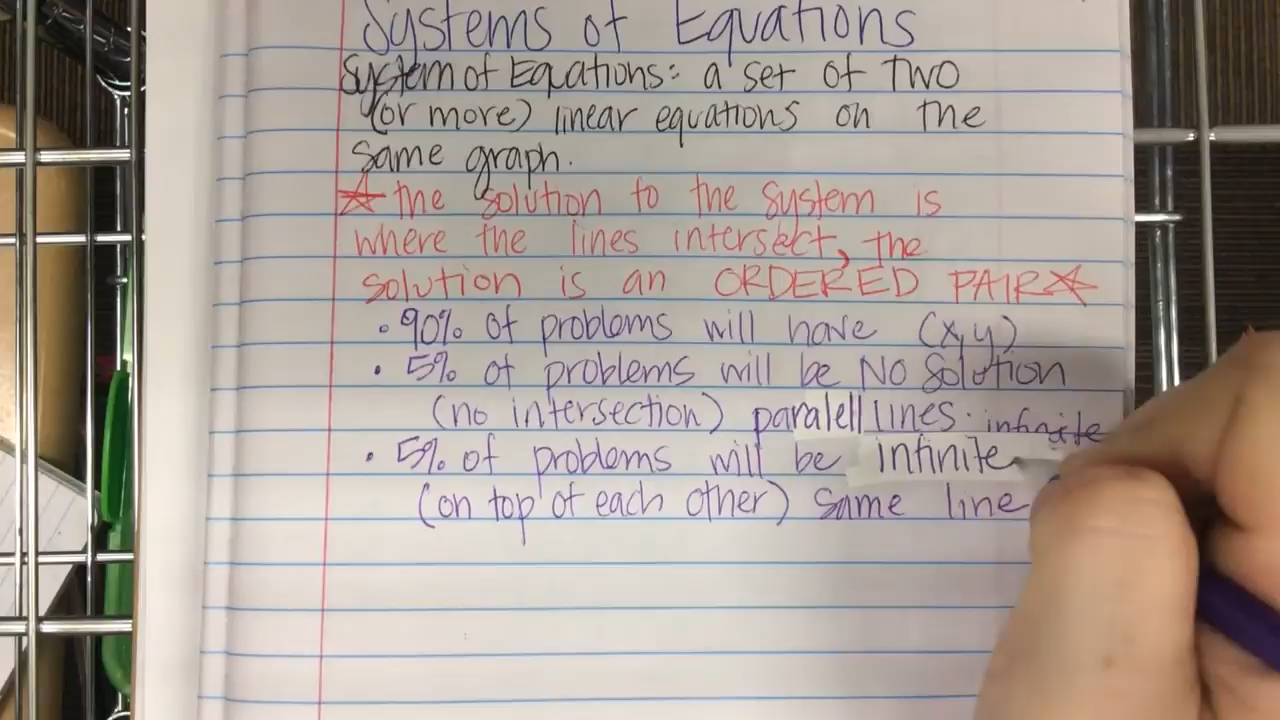 Systems of Equations
System of Equations: a set of two
(or more) linear equations on the
same graph.
the solution to the system is
where the lines intersect, the
solution is an ORDERED PAIR
• 90% of problems will have (x,y)
• 5% of problems will be NO Solution
(no intersection) paralell lines. infinite
• 5% of problems will be infinite
(on top of each other) same line